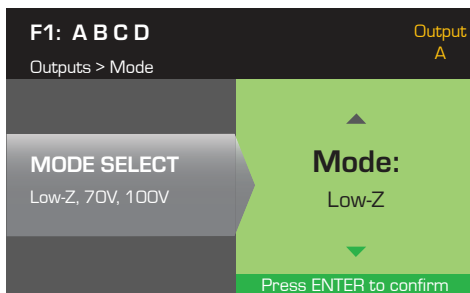 F1: A B C D
Output
A
Outputs > Mode
MODE SELECT
Low-Z, 70V, 100V
Mode:
Low-Z
Press ENTER to confirm